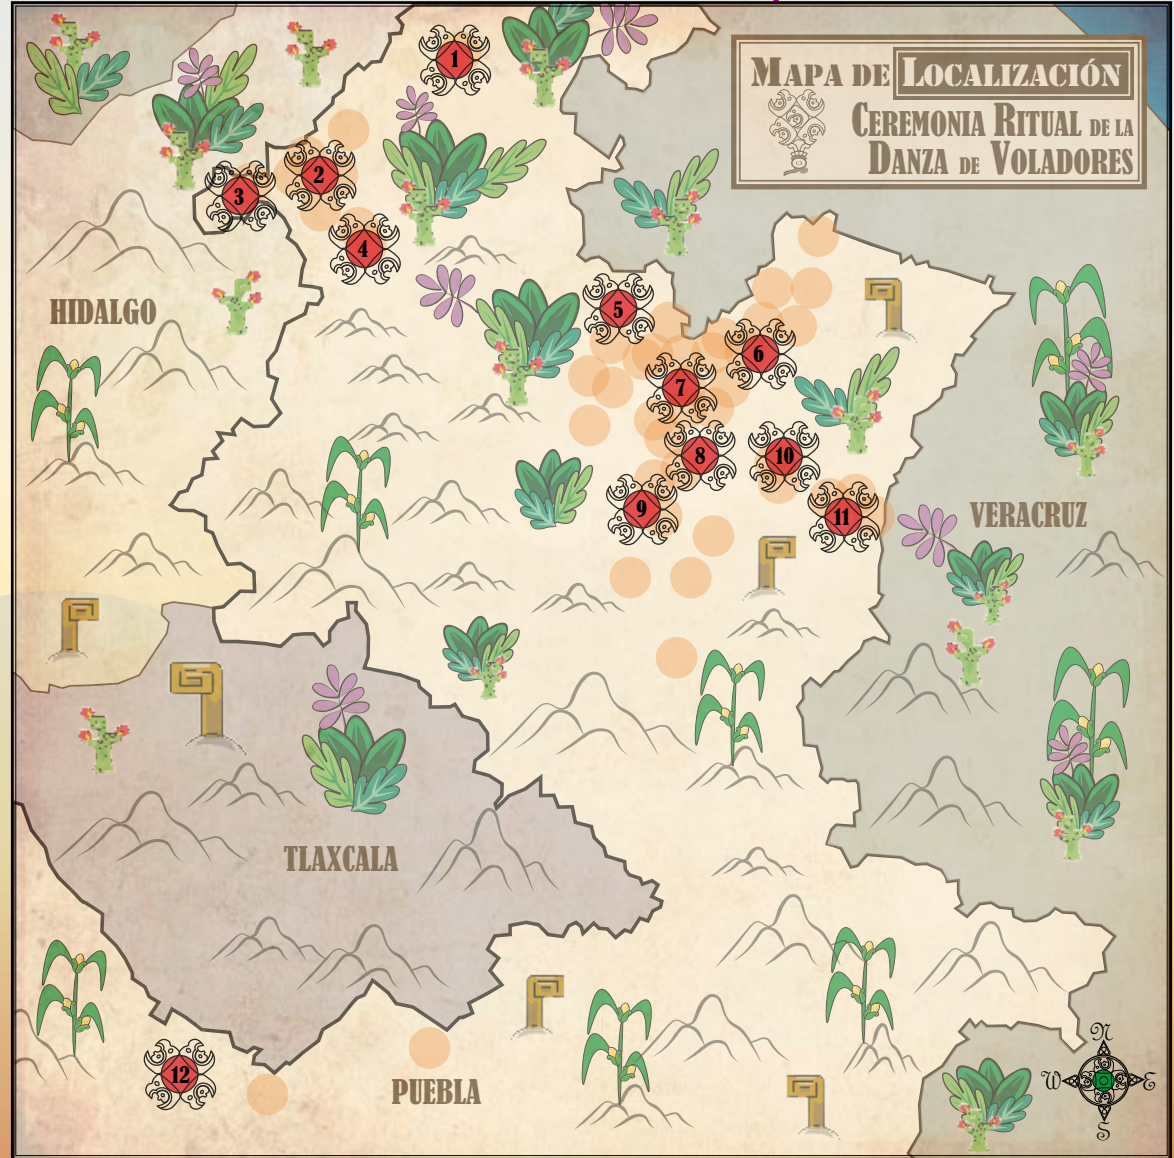 MAPA DE LOCALIZACIÓN
CEREMONIA RITUAL DE LA
DANZA DE VOLADORES
1
2
3
4
HIDALGO
5
6
7
8
10
9
11
VERACRUZ
TLAXCALA
N
W E
S
12
PUEBLA